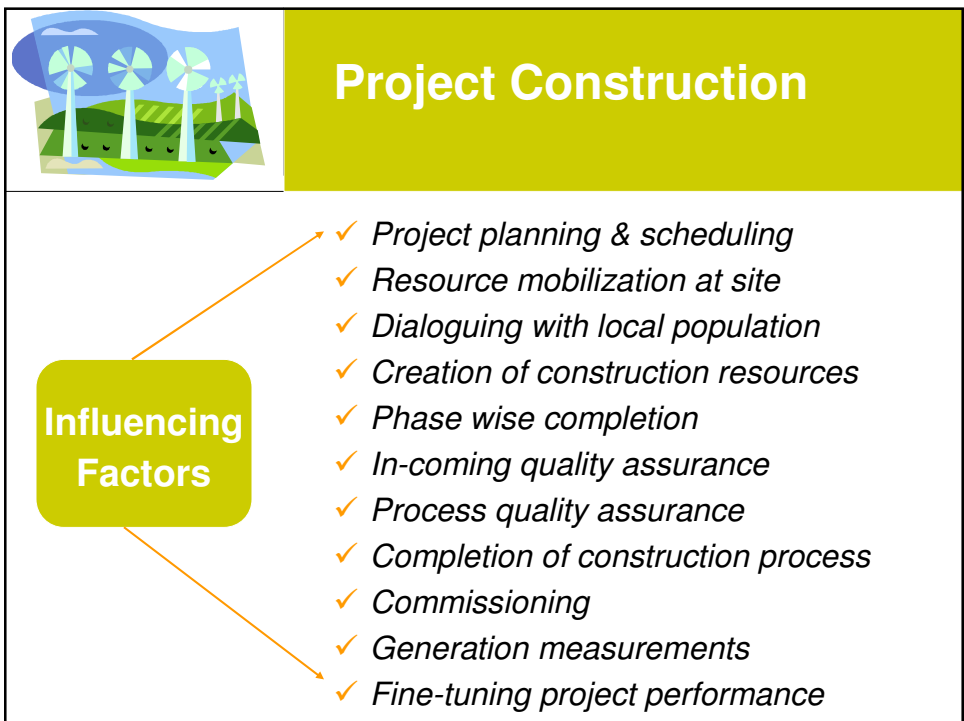 Project Construction
Influencing
Factors
✓ Project planning & scheduling
✓ Resource mobilization at site
✓ Dialoguing with local population
✓ Creation of construction resources
✓ Phase wise completion
✓ In-coming quality assurance
✓ Process quality assurance
✓ Completion of construction process
✓ Commissioning
✓ Generation measurements
✓ Fine-tuning project performance